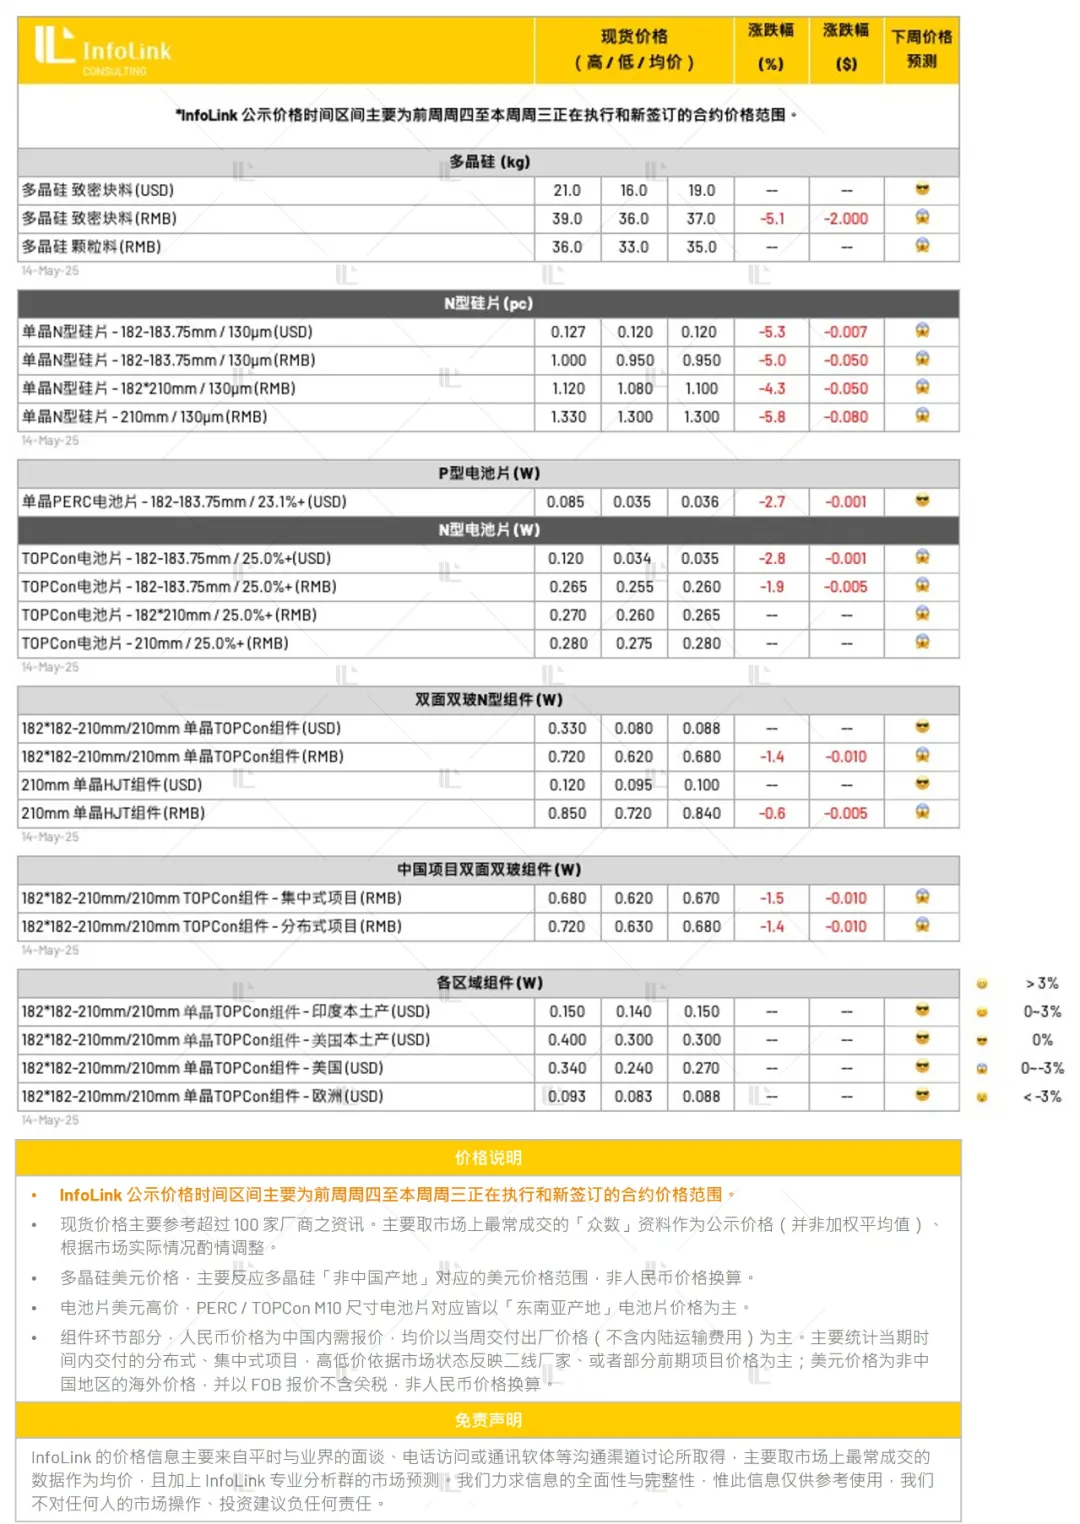 InfoLink
CONSULTING
现货价格
（高 / 低 / 均价）
涨跌幅
(%)
涨跌幅
($)
下周价格
预测
*InfoLink 公示价格时间区间主要为前周周四至本周周三正在执行和新签订的合约价格范围。
多晶硅 (kg)
多晶硅 致密块料(USD) 21.0 16.0 19.0 -- --
多晶硅 致密块料(RMB) 39.0 36.0 37.0 -5.1 -2.000
多晶硅 颗粒料(RMB) 36.0 33.0 35.0 -- --
14-May-25
N型硅片(pc)
单晶N型硅片 - 182-183.75mm / 130µm(USD) 0.127 0.120 0.120 -5.3 -0.007
单晶N型硅片 - 182-183.75mm / 130µm(RMB) 1.000 0.950 0.950 -5.0 -0.050
单晶N型硅片 - 182*210mm / 130µm(RMB) 1.120 1.080 1.100 -4.3 -0.050
单晶N型硅片 - 210mm / 130µm(RMB) 1.330 1.300 1.300 -5.8 -0.080
14-May-25
P型电池片(W)
单晶PERC电池片 - 182-183.75mm / 23.1%+(USD) 0.085 0.035 0.036 -2.7 -0.001
N型电池片(W)
TOPCon电池片 - 182-183.75mm / 25.0%+(USD) 0.120 0.034 0.035 -2.8 -0.001
TOPCon电池片 - 182-183.75mm / 25.0%+(RMB) 0.265 0.255 0.260 -1.9 -0.005
TOPCon电池片 - 182*210mm / 25.0%+(RMB) 0.270 0.260 0.265 -- --
TOPCon电池片 - 210mm / 25.0%+(RMB) 0.280 0.275 0.280 -- --
14-May-25
双面双玻N型组件(W)
182*182-210mm/210mm 单晶TOPCon组件(USD) 0.330 0.080 0.088 -- --
182*182-210mm/210mm 单晶TOPCon组件(RMB) 0.720 0.620 0.680 -1.4 -0.010
210mm 单晶HJT组件(USD) 0.120 0.095 0.100 -- --
210mm 单晶HJT组件(RMB) 0.850 0.720 0.840 -0.6 -0.005
14-May-25
中国项目双面双玻组件(W)
182*182-210mm/210mm TOPCon组件 - 集中式项目(RMB) 0.680 0.620 0.670 -1.5 -0.010
182*182-210mm/210mm TOPCon组件 - 分布式项目(RMB) 0.720 0.630 0.680 -1.4 -0.010
14-May-25
各区域组件(W)
182*182-210mm/210mm 单晶TOPCon组件 - 印度本土产(USD) 0.150 0.140 0.150 -- --
182*182-210mm/210mm 单晶TOPCon组件 - 美国本土产(USD) 0.400 0.300 0.300 -- --
182*182-210mm/210mm 单晶TOPCon组件 - 美国(USD) 0.340 0.240 0.270 -- --
182*182-210mm/210mm 单晶TOPCon组件 - 欧洲(USD) 0.093 0.083 0.088 -- --
14-May-25
> 3%
0~3%
0%
0~-3%
< -3%
价格说明
• InfoLink 公示价格时间区间主要为前周周四至本周周三正在执行和新签订的合约价格范围。
• 现货价格主要参考超过 100 家厂商之资讯。主要取市场上最常成交的「众数」资料作为公示价格（并非加权平均值）、
根据市场实际情况酌情调整。
• 多晶硅美元价格，主要反应多晶硅「非中国产地」对应的美元价格范围，非人民币价格换算。
• 电池片美元高价，PERC / TOPCon M10 尺寸电池片对应皆以「东南亚产地」电池片价格为主。
• 组件环节部分，人民币价格为中国内需报价，均价以当周交付出厂价格（不含内陆运输费用）为主。主要统计当期时
间内交付的分布式、集中式项目，高低价依据市场状态反映二线厂家、或者部分前期项目价格为主；美元价格为非中
国地区的海外价格，并以 FOB 报价不含关税，非人民币价格换算。
免责声明
InfoLink 的价格信息主要来自平时与业界的面谈、电话访问或通讯软体等沟通渠道讨论所取得，主要取市场上最常成交的
数据作为均价，且加上 InfoLink 专业分析群的市场预测，我们力求信息的全面性与完整性，惟此信息仅供参考使用，我们
不对任何人的市场操作、投资建议负任何责任。